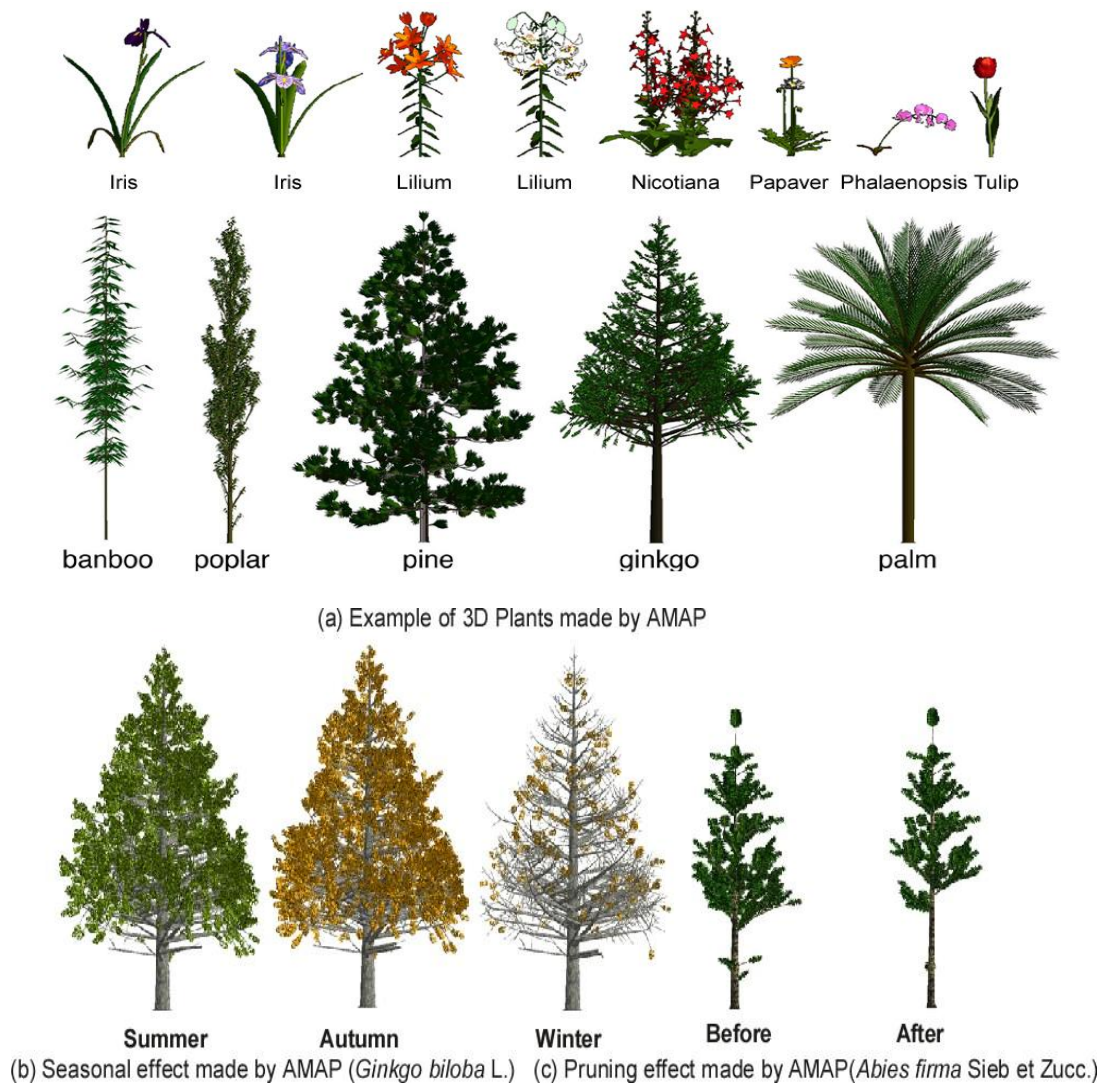 Iris Iris Lilium Lilium Nicotiana Papaver Phalaenopsis Tulip
banboo poplar pine ginkgo palm
(a) Example of 3D Plants made by AMAP
Summer Autumn Winter Before After
(b) Seasonal effect made by AMAP (Ginkgo biloba L.) (c) Pruning effect made by AMAP(Abies firma Sieb et Zucc.)